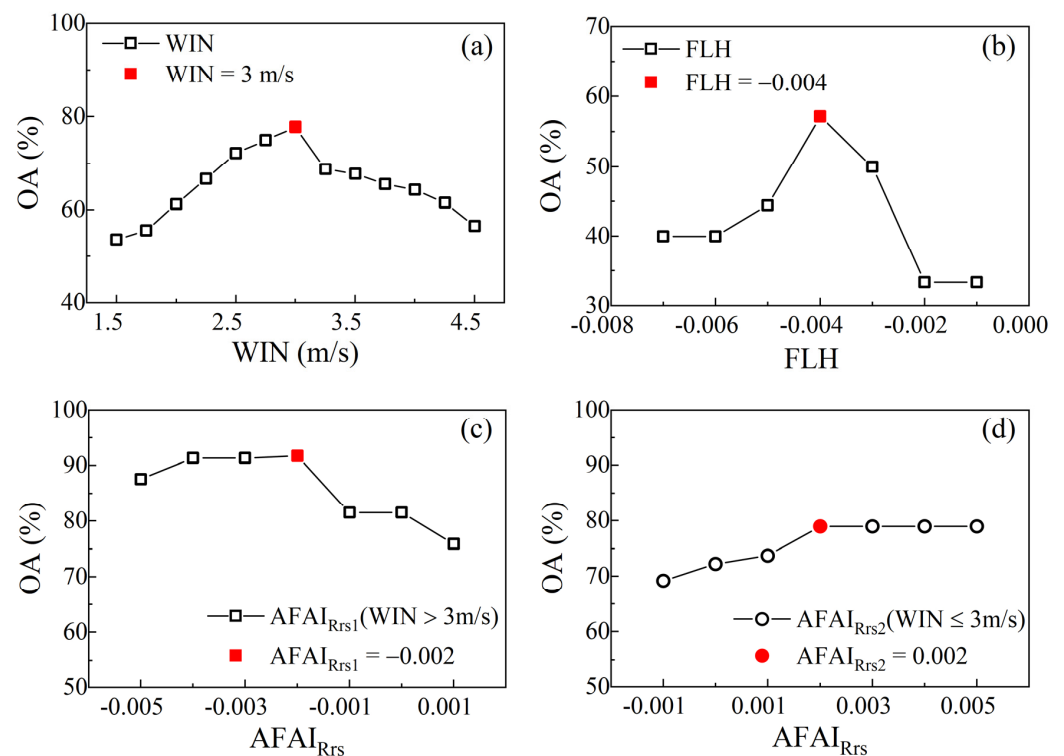 100
80
60
40
OA (%)
(a)
WIN
WIN = 3 m/s
1.5 2.5 3.5 4.5
WIN (m/s)
70
60
50
40
30
OA (%)
(b)
FLH
FLH = −0.004
-0.008 -0.006 -0.004 -0.002 0.000
FLH
100
90
80
70
60
50
OA (%)
(c)
AFAIRrs1(WIN > 3m/s)
AFAIRrs1 = −0.002
-0.005 -0.003 -0.001 0.001
AFAIRrs
100
90
80
70
60
50
OA (%)
(d)
AFAIRrs2(WIN ≤ 3m/s)
AFAIRrs2 = 0.002
-0.001 0.001 0.003 0.005
AFAIRrs